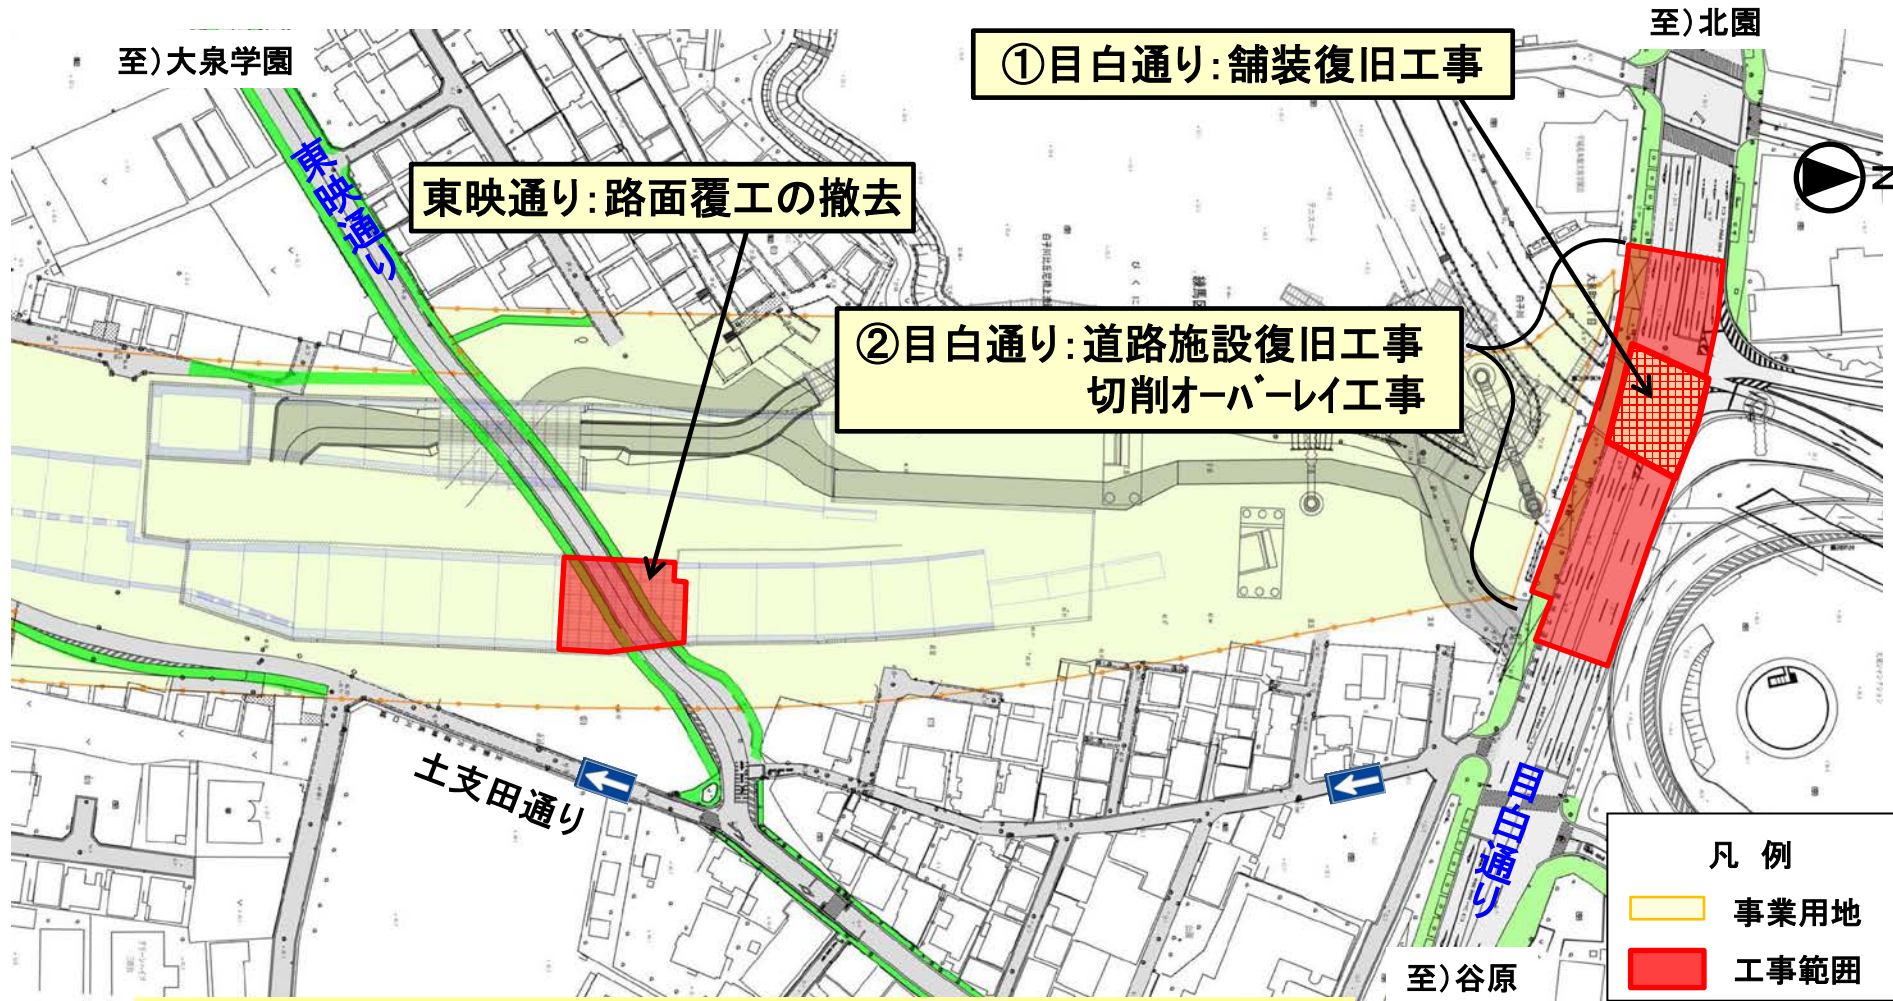 至）北園
至）大泉学園
①目白通り：舗装復旧工事
東映通り
東映通り：路面覆工の撤去
N
②目白通り：道路施設復旧工事
切削オーバーレイ工事
土支田通り
目白通り
凡 例
事業用地
工事範囲
至）谷原